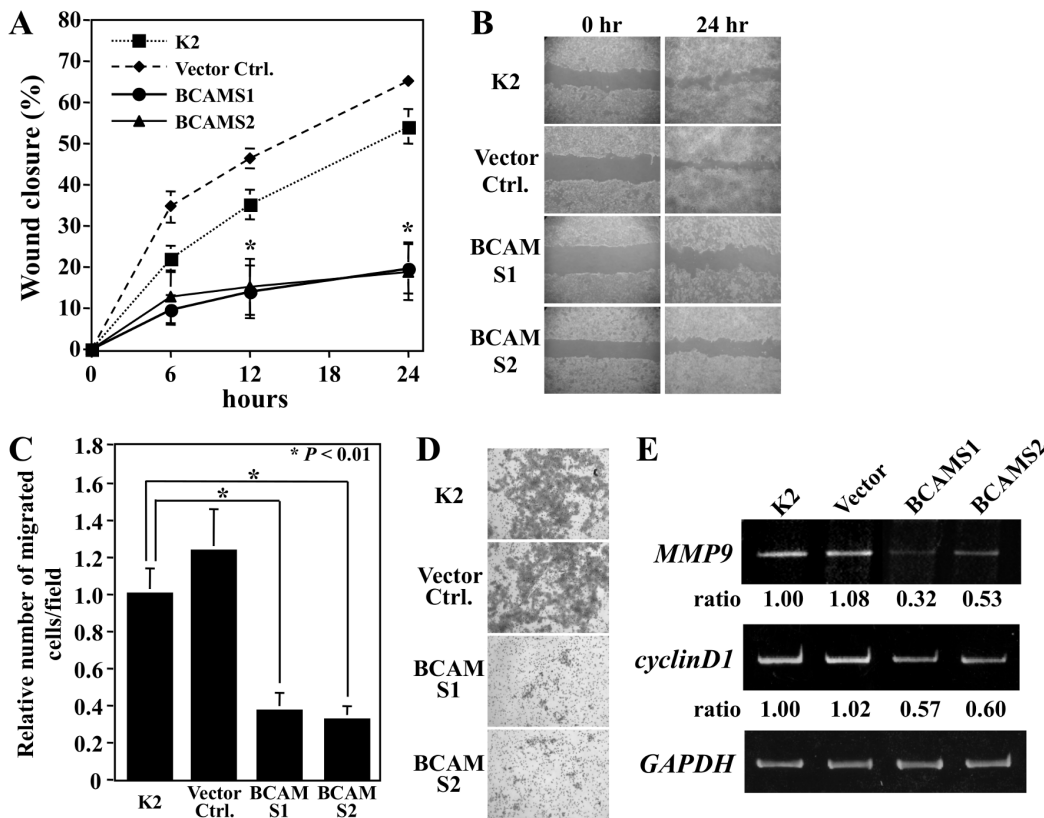 A
Wound closure (%)
80
70
60
50
40
30
20
10
0
K2
Vector Ctrl.
BCAMS1
BCAMS2
*
*
0
6
12
18
24
hours
B
0 hr
24 hr
K2
Vector
Ctrl.
BCAM
S1
BCAM
S2
C
Relative number of migrated
cells/field
1.8
1.6
1.4
1.2
1.0
0.8
0.6
0.4
0.2
0
* P < 0.01
*
*
K2
Vector
Ctrl.
BCAM
S1
BCAM
S2
D
K2
Vector
Ctrl.
BCAM
S1
BCAM
S2
E
K2
Vector
BCAMS1
BCAMS2
MMP9
ratio 1.00 1.08 0.32 0.53
cyclinD1
ratio 1.00 1.02 0.57 0.60
GAPDH